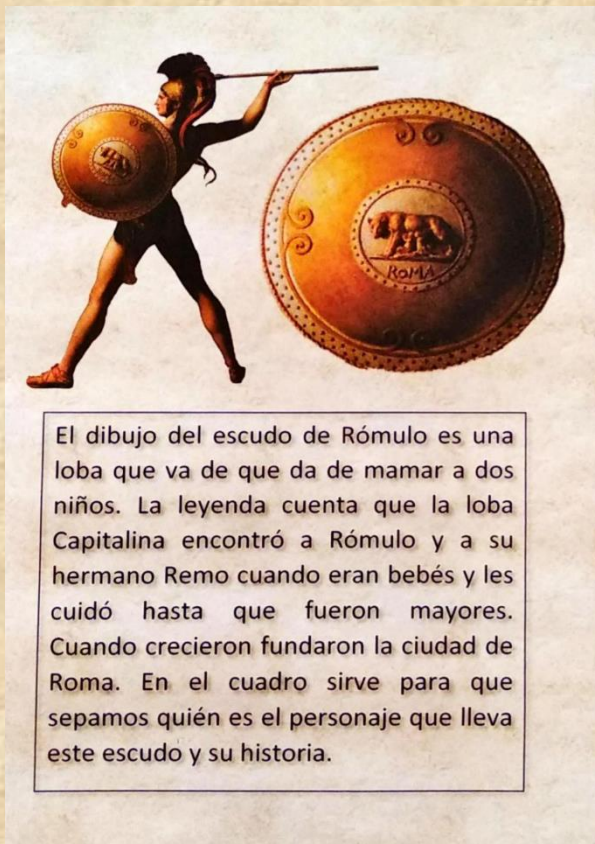 ROMA
El dibujo del escudo de Rómulo es una
loba que va de que da de mamar a dos
niños. La leyenda cuenta que la loba
Capitalina encontró a Rómulo y a su
hermano Remo cuando eran bebés y les
cuidó hasta que fueron mayores.
Cuando crecieron fundaron la ciudad de
Roma. En el cuadro sirve para que
sepamos quién es el personaje que lleva
este escudo y su historia.